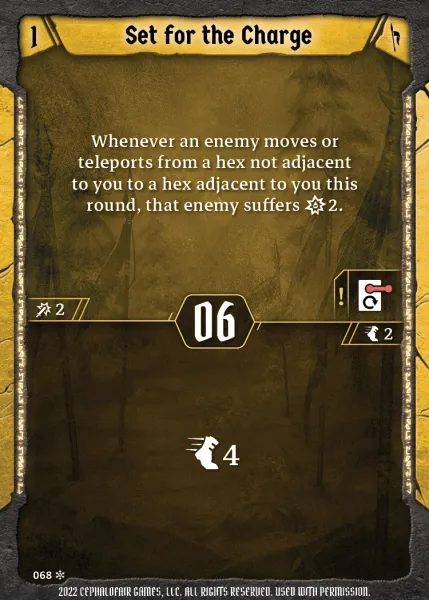 1
Set for the Charge
Whenever an enemy moves or
teleports from a hex not adjacent
to you to a hex adjacent to you this
round, that enemy suffers 2.
!
2
06
2
4
068
2022 CEPHALOFAIR GAMES, LLC. ALL RIGHTS RESERVED. USED WITH PERMISSION.